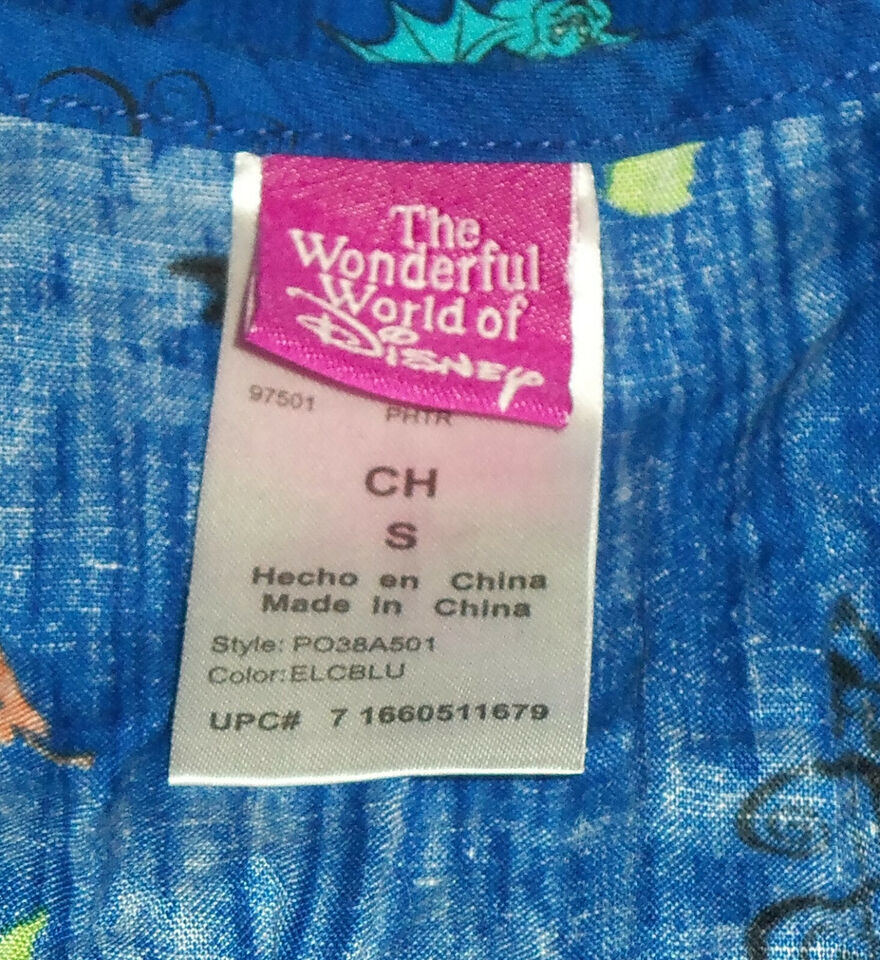 The
Wonderful
World of
Disney
97501
CH
S
Hecho en China
Made in China
Style: PO38A501
Color:ELCBLU
UPC# 7 1660511679